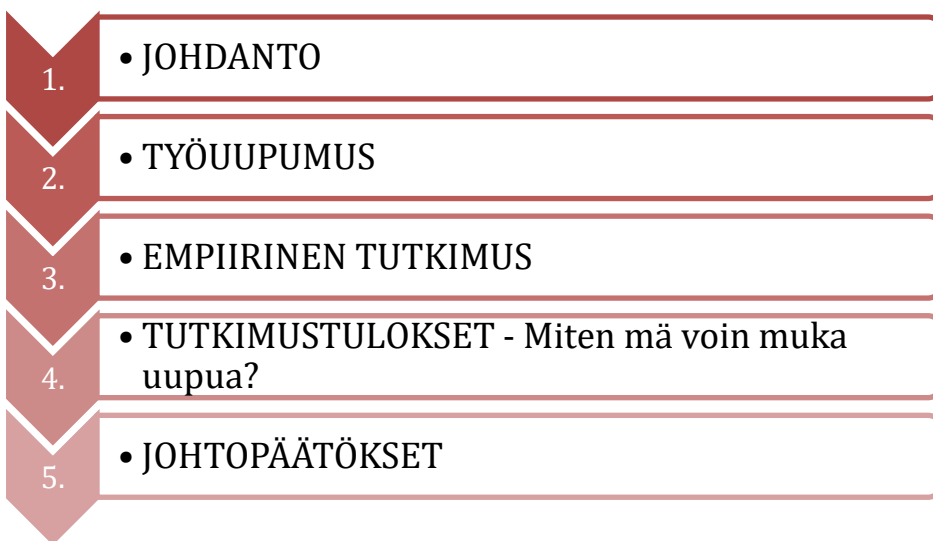 1.
• JOHDANTO
2.
• TYÖUUPUMUS
3.
• EMPIIRINEN TUTKIMUS
4.
• TUTKIMUSTULOKSET - Miten mä voin muka
uupua?
5.
• JOHTOPÄÄTÖKSET